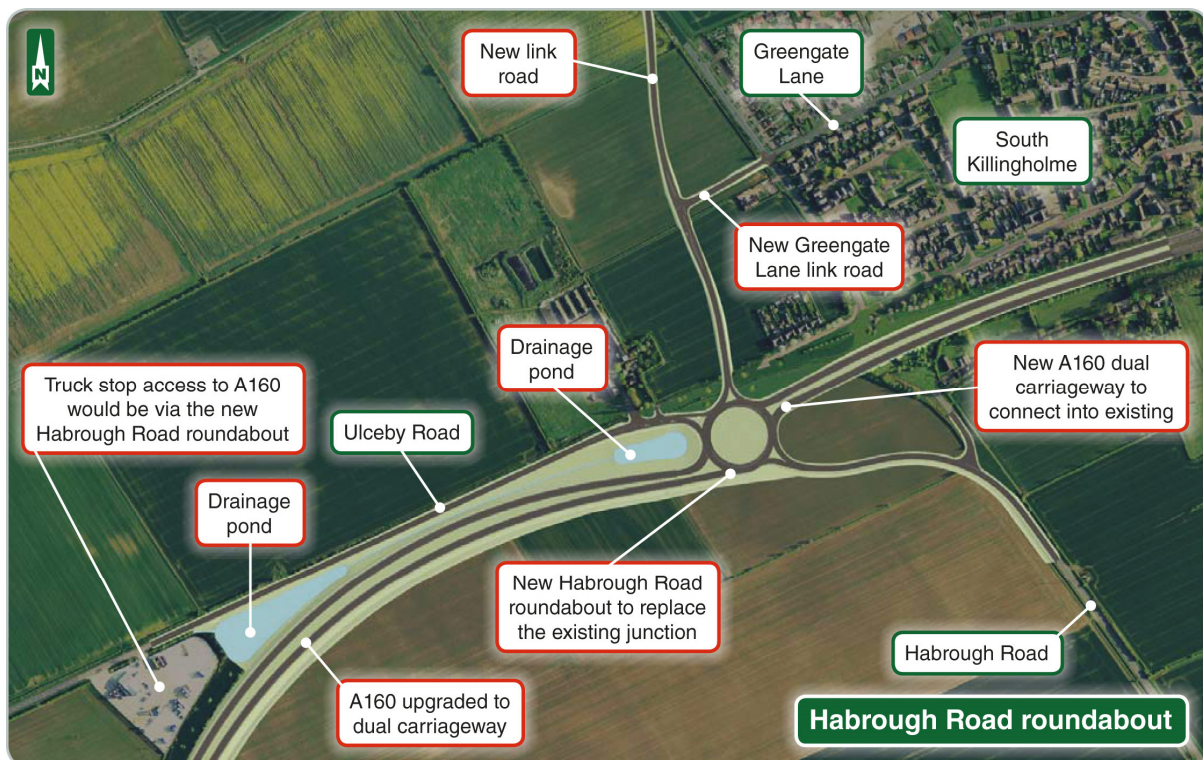 N
New link
road
Greengate
Lane
South
Killingholme
New Greengate
Lane link road
Drainage
pond
New A160 dual
carriageway to
connect into existing
Truck stop access to A160
would be via the new
Habrough Road roundabout
Ulceby Road
Drainage
pond
New Habrough Road
roundabout to replace
the existing junction
Habrough Road
A160 upgraded to
dual carriageway
Habrough Road roundabout